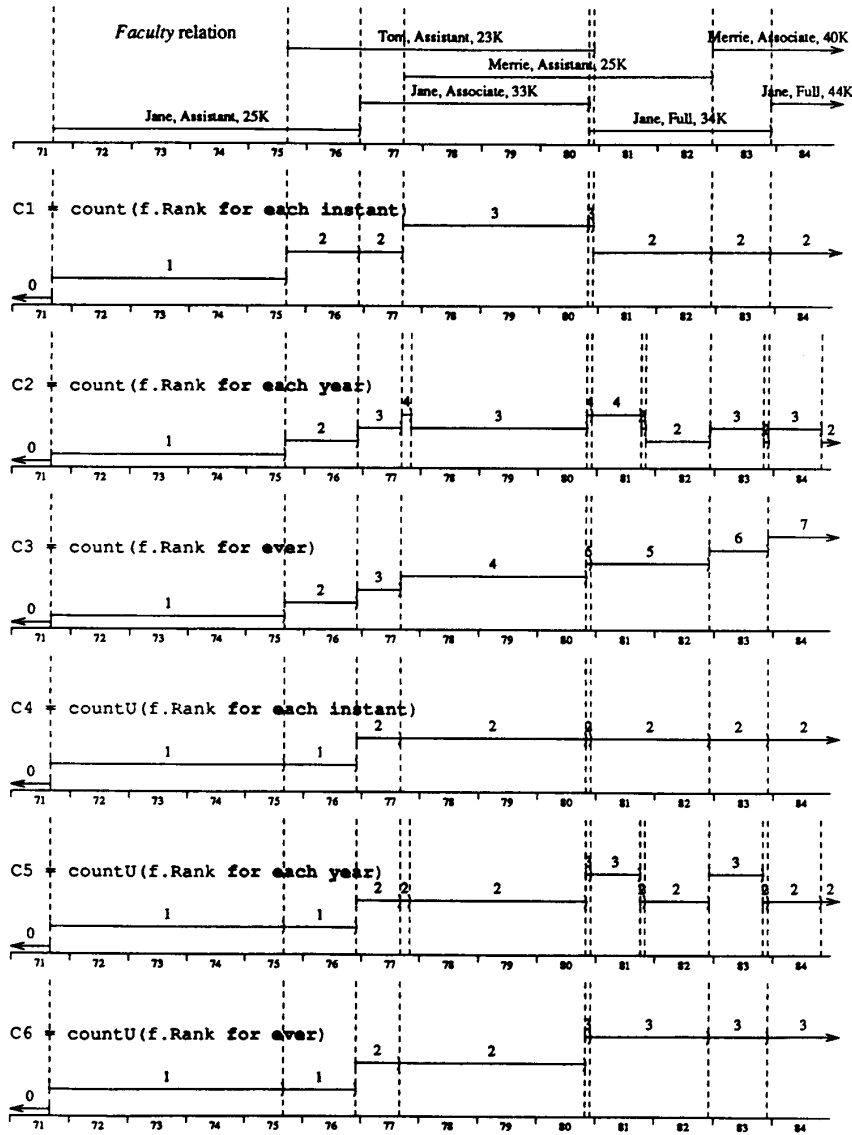 Faculty relation
Tom, Assistant, 23K
Merrie, Associate, 40K
Merrie, Assistant, 25K
Jane, Associate, 33K
Jane, Full, 44K
Jane, Assistant, 25K
Jane, Full, 34K
71 72 73 74 75 76 77 78 79 80 81 82 83 84
C1 = count(f.Rank for each instant)
0 1 2 2 3 3 2 2 2
71 72 73 74 75 76 77 78 79 80 81 82 83 84
C2 = count(f.Rank for each year)
0 1 2 3 4 3 4 4 2 3 3 2
71 72 73 74 75 76 77 78 79 80 81 82 83 84
C3 = count(f.Rank for ever)
0 1 2 3 4 5 6 7
71 72 73 74 75 76 77 78 79 80 81 82 83 84
C4 = countU(f.Rank for each instant)
0 1 1 2 2 2 2 2 2
71 72 73 74 75 76 77 78 79 80 81 82 83 84
C5 = countU(f.Rank for each year)
0 1 1 2 2 2 3 3 2 2 3 2 2 2
71 72 73 74 75 76 77 78 79 80 81 82 83 84
C6 = countU(f.Rank for ever)
0 1 1 2 2 3 3 3 3
71 72 73 74 75 76 77 78 79 80 81 82 83 84